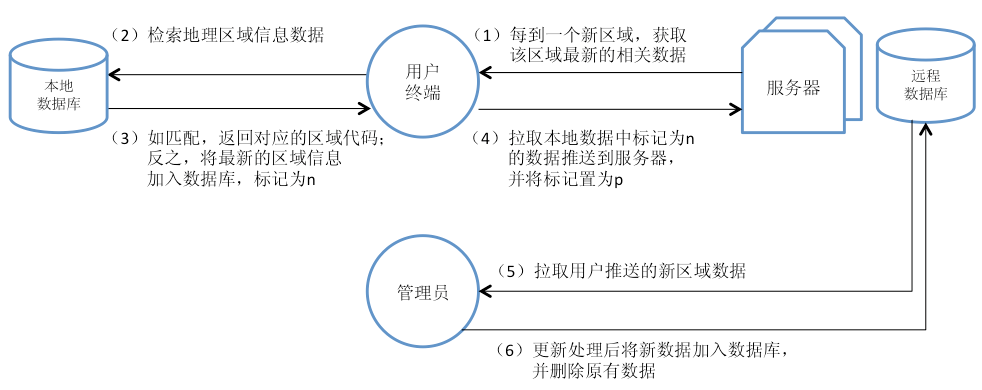 （2）检索地理区域信息数据
（1）每到一个新区域，获取
该区域最新的相关数据
本地
数据库
用户
终端
服务器
远程
数据库
（3）如匹配，返回对应的区域代码；
反之，将最新的区域信息
加入数据库，标记为n
（4）拉取本地数据中标记为n
的数据推送到服务器，
并将标记置为p
管理员
（5）拉取用户推送的新区域数据
（6）更新处理后将新数据加入数据库，
并删除原有数据